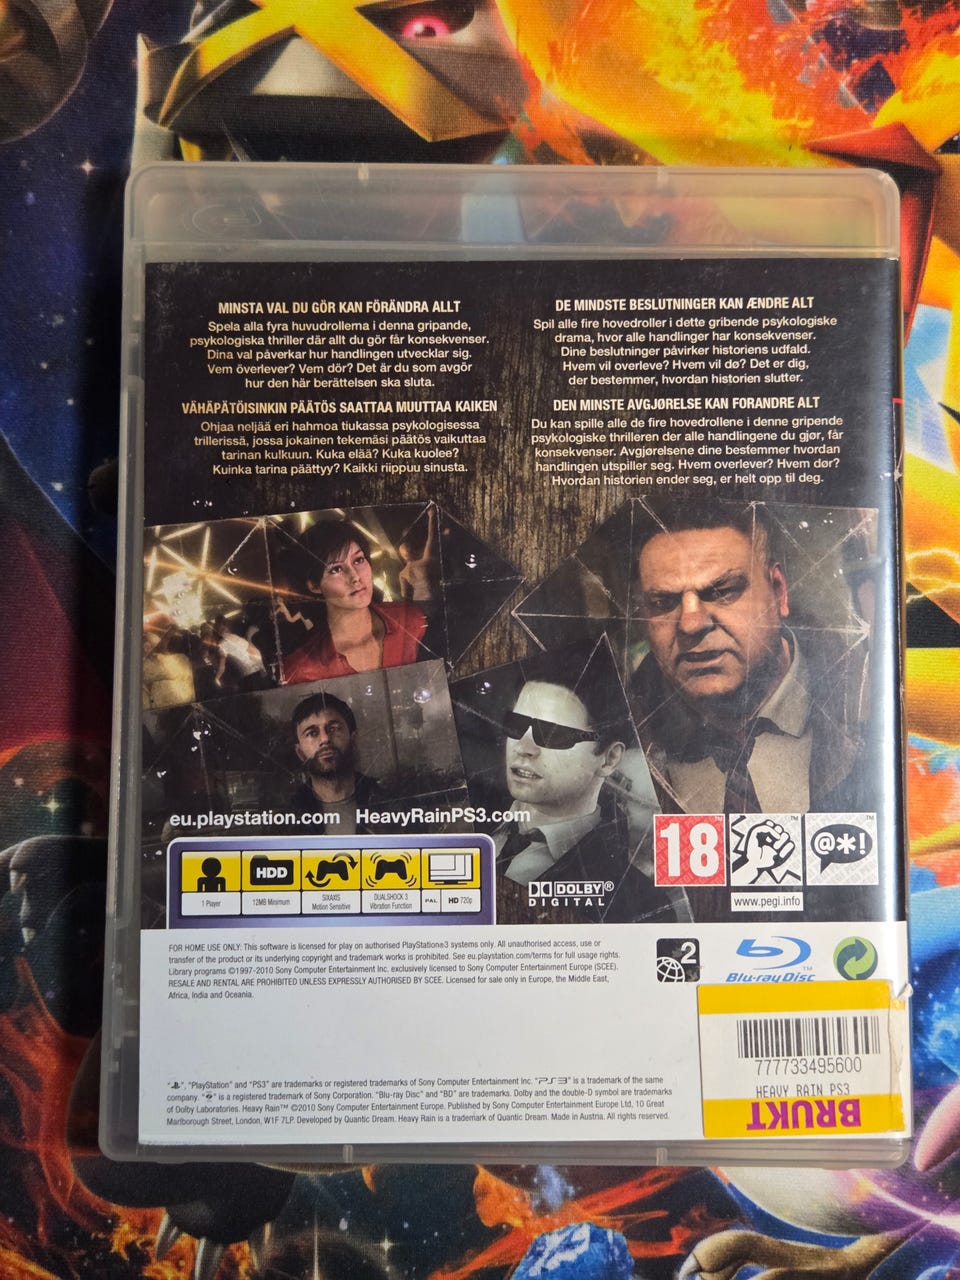 MINSTA VAL DU GÖR KAN FÖRÄNDRA ALLT
Spela alla fyra huvudrollerna i denna gripande,
psykologiska thriller där allt du gör får konsekvenser.
Dina val påverkar hur handlingen utvecklar sig.
Vem överlever? Vem dör? Det är du som avgör
hur den här berättelsen ska sluta.
VÄHÄPÄTÖISINKIN PÄÄTÖS SAATTAA MUUTTAA KAIKEN
Ohjaa neljää eri hahmoa tiukassa psykologisessa
trillerissä, jossa jokainen tekemäsi päätös vaikuttaa
tarinan kulkuun. Kuka elää? Kuka kuolee?
Kuinka tarina päättyy? Kaikki riippuu sinusta.
DE MINDSTE BESLUTNINGER KAN ÆNDRE ALT
Spil alle fire hovedroller i dette gribende psykologiske
drama, hvor alle handlinger har konsekvenser.
Dine beslutninger påvirker historiens udfald.
Hvem vil overleve? Hvem vil dø? Det er dig,
der bestemmer, hvordan historien slutter.
DEN MINSTE AVGJØRELSE KAN FORANDRE ALT
Du kan spille alle de fire hovedrollene i denne gripende
psykologiske thrilleren der alle handlingene du gjør, får
konsekvenser. Avgjørelsene dine bestemmer hvordan
handlingen utspiller seg. Hvem overlever? Hvem dør?
Hvordan historien ender seg, er helt opp til deg.
eu.playstation.com HeavyRainPS3.com
HDD
1 Player
12MB Minimum
SIXAXIS
Motion Sensitive
DUALSHOCK 3
Vibration Function
PAL
HD 720p
DOLBY®
DIGITAL
18
@*!
www.pegi.info
FOR HOME USE ONLY: This software is licensed for play on authorised PlayStation®3 systems only. All unauthorised access, use or
transfer of the product or its underlying copyright and trademark works is prohibited. See eu.playstation.com/terms for full usage rights.
Library programs ©1997-2010 Sony Computer Entertainment Inc. exclusively licensed to Sony Computer Entertainment Europe (SCEE).
RESALE AND RENTAL ARE PROHIBITED UNLESS EXPRESSLY AUTHORISED BY SCEE. Licensed for sale only in Europe, the Middle East,
Africa, India and Oceania.
2
Blu-ray Disc™
777733495600
HEAVY RAIN PS3
BRUKT
"", "PlayStation" and "PS3" are trademarks or registered trademarks of Sony Computer Entertainment Inc. "PS3" is a trademark of the same
company. "" is a registered trademark of Sony Corporation. "Blu-ray Disc" and "BD" are trademarks. Dolby and the double-D symbol are trademarks
of Dolby Laboratories. Heavy Rain™ ©2010 Sony Computer Entertainment Europe. Published by Sony Computer Entertainment Europe Ltd, 10 Great
Marlborough Street, London, W1F 7LP. Developed by Quantic Dream. Heavy Rain is a trademark of Quantic Dream. Made in Austria. All rights reserved.